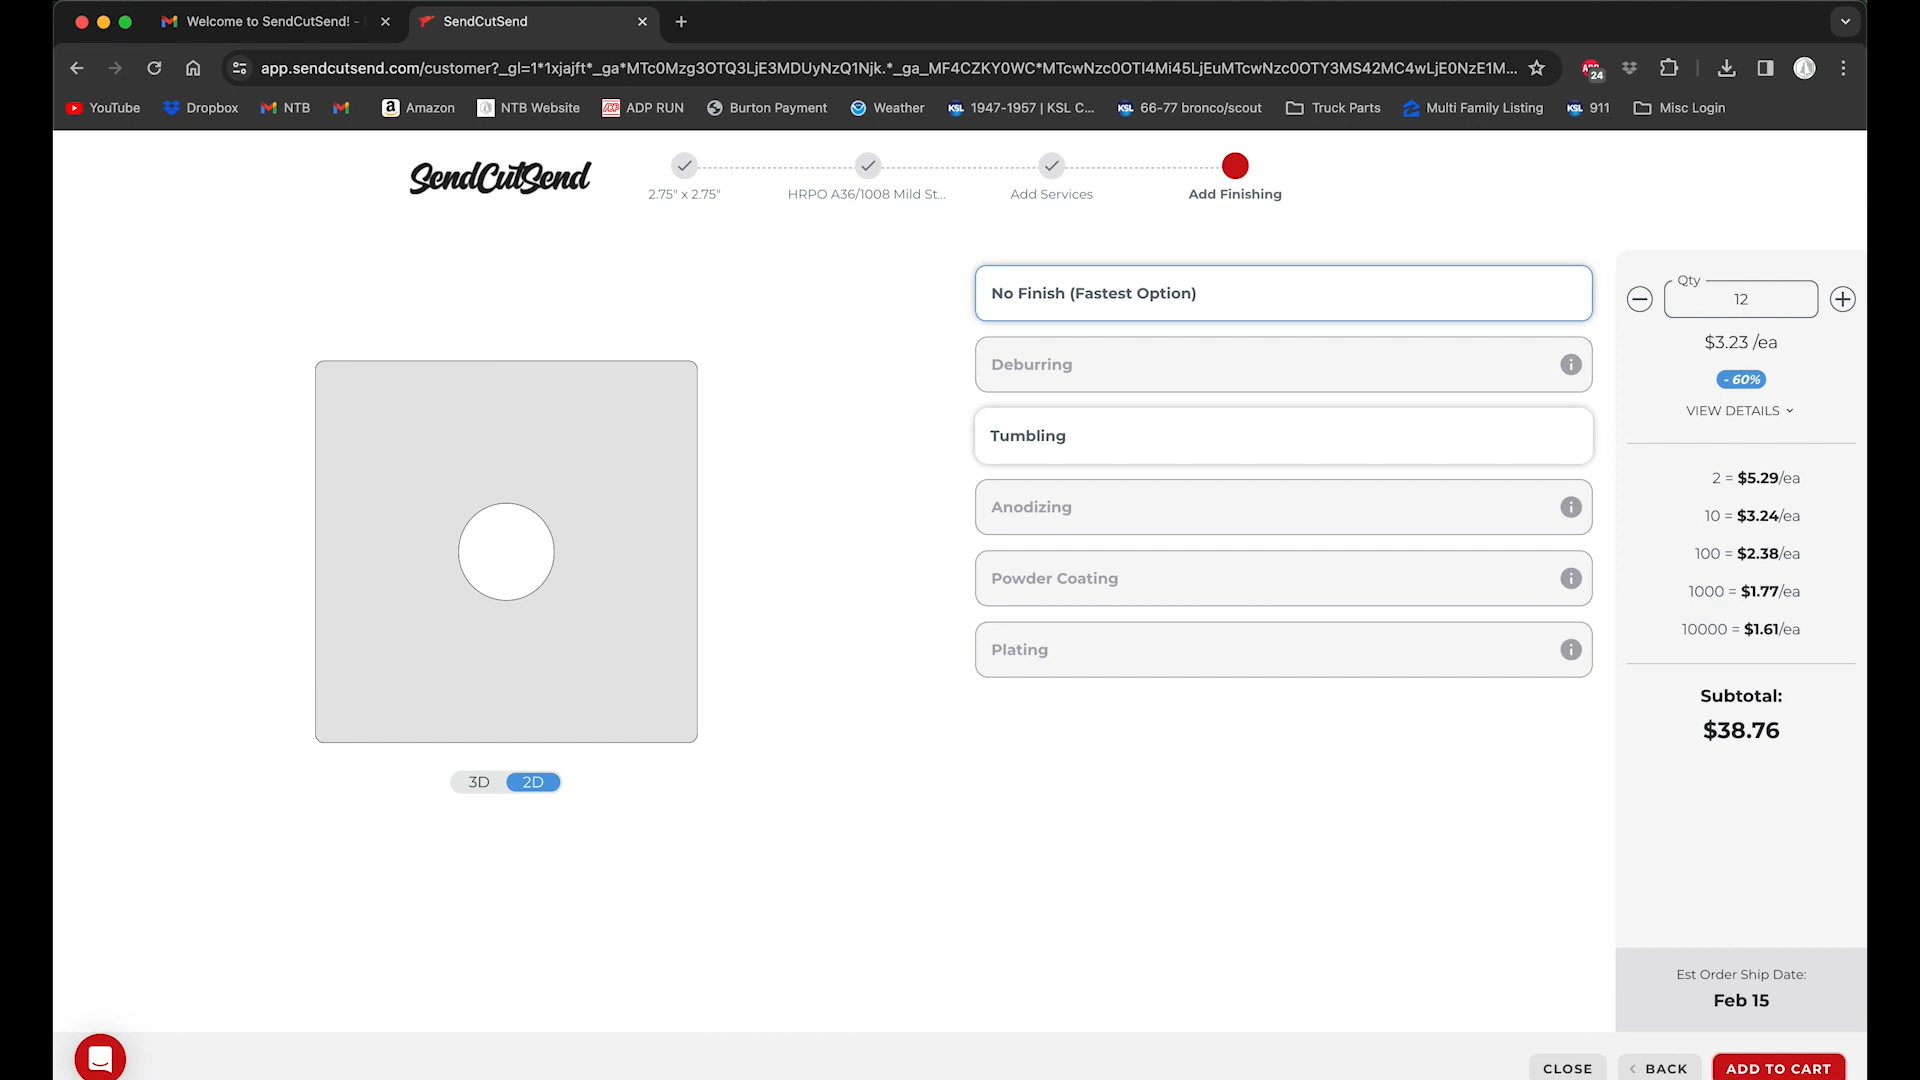 Welcome to SendCutSend! -
SendCutSend
app.sendcutsend.com/customer?_gl=1*1xjajft*_ga*MTc0Mzg3OTQ3LjE3MDUyNzQ1Njk.*_ga_MF4CZKY0WC*MTcwNzc0OTI4Mi45LjEuMTcwNzc0OTY3MS42MC4wLjE0NzE1M...
24
YouTube
Dropbox
NTB
Amazon
NTB Website
ADP RUN
Burton Payment
Weather
KSL 1947-1957 | KSL C...
KSL 66-77 bronco/scout
Truck Parts
Multi Family Listing
KSL 911
Misc Login
SendCutSend
2.75" x 2.75"
HRPO A36/1008 Mild St...
Add Services
Add Finishing
No Finish (Fastest Option)
Deburring
Tumbling
Anodizing
Powder Coating
Plating
3D 2D
Qty
12
$3.23 /ea
- 60%
VIEW DETAILS
2 = $5.29/ea
10 = $3.24/ea
100 = $2.38/ea
1000 = $1.77/ea
10000 = $1.61/ea
Subtotal:
$38.76
Est Order Ship Date:
Feb 15
CLOSE
BACK
ADD TO CART